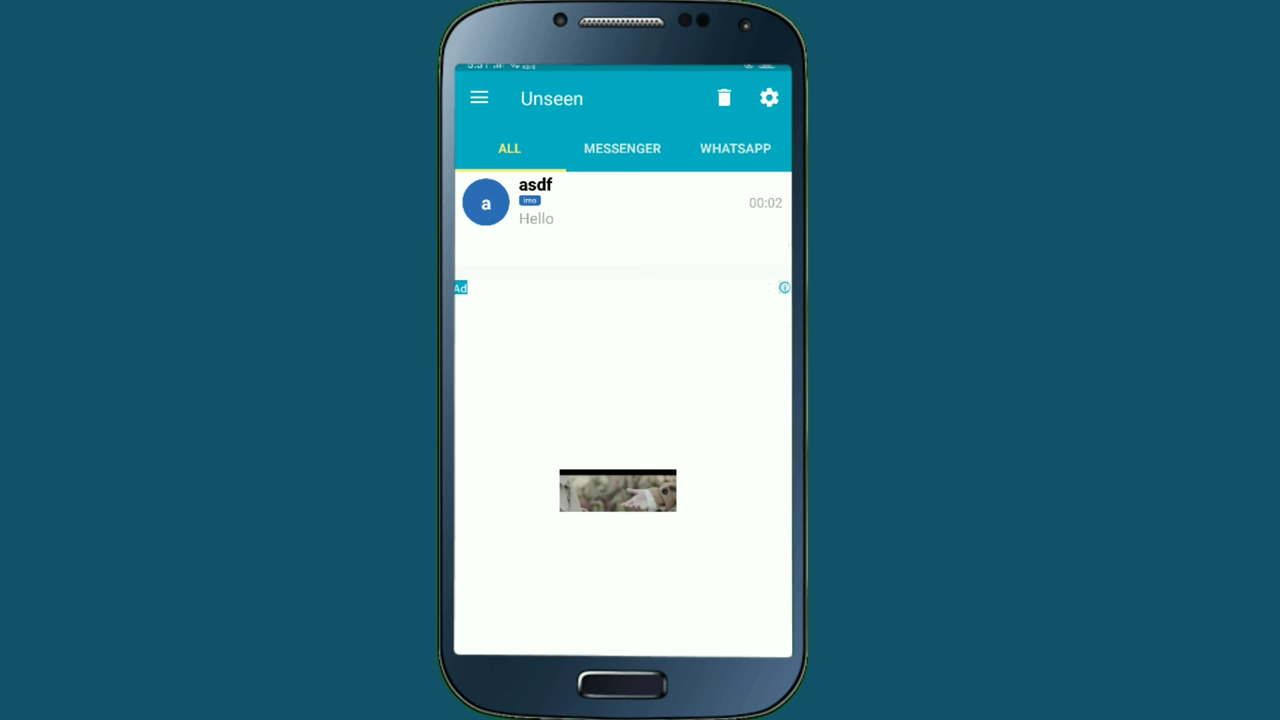 Unseen
ALL MESSENGER WHATSAPP
asdf
a
imo
00:02
Hello
Ad